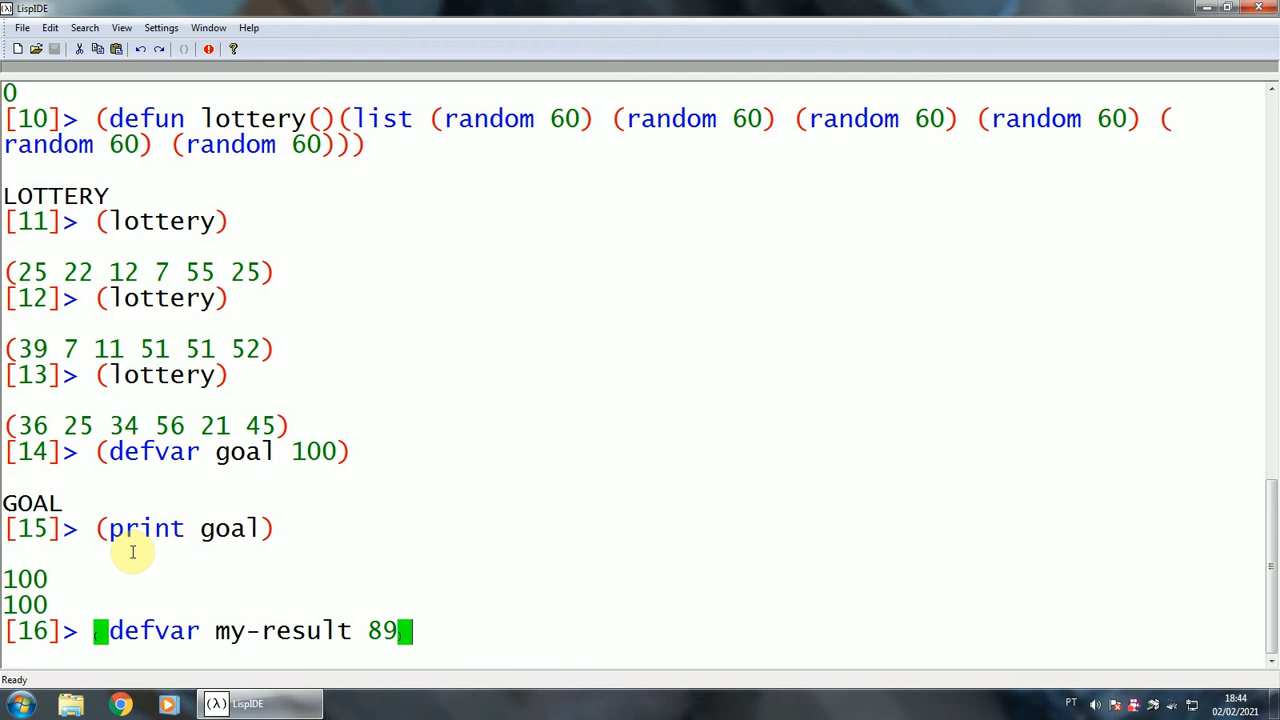 LispIDE
File Edit Search View Settings Window Help
0
[10]> (defun lottery()(list (random 60) (random 60) (random 60) (random 60) (
random 60) (random 60)))
LOTTERY
[11]> (lottery)
(25 22 12 7 55 25)
[12]> (lottery)
(39 7 11 51 51 52)
[13]> (lottery)
(36 25 34 56 21 45)
[14]> (defvar goal 100)
GOAL
[15]> (print goal)
100
100
[16]> (defvar my-result 89)
Ready
(λ) LispIDE
PT
18:44
02/02/2021